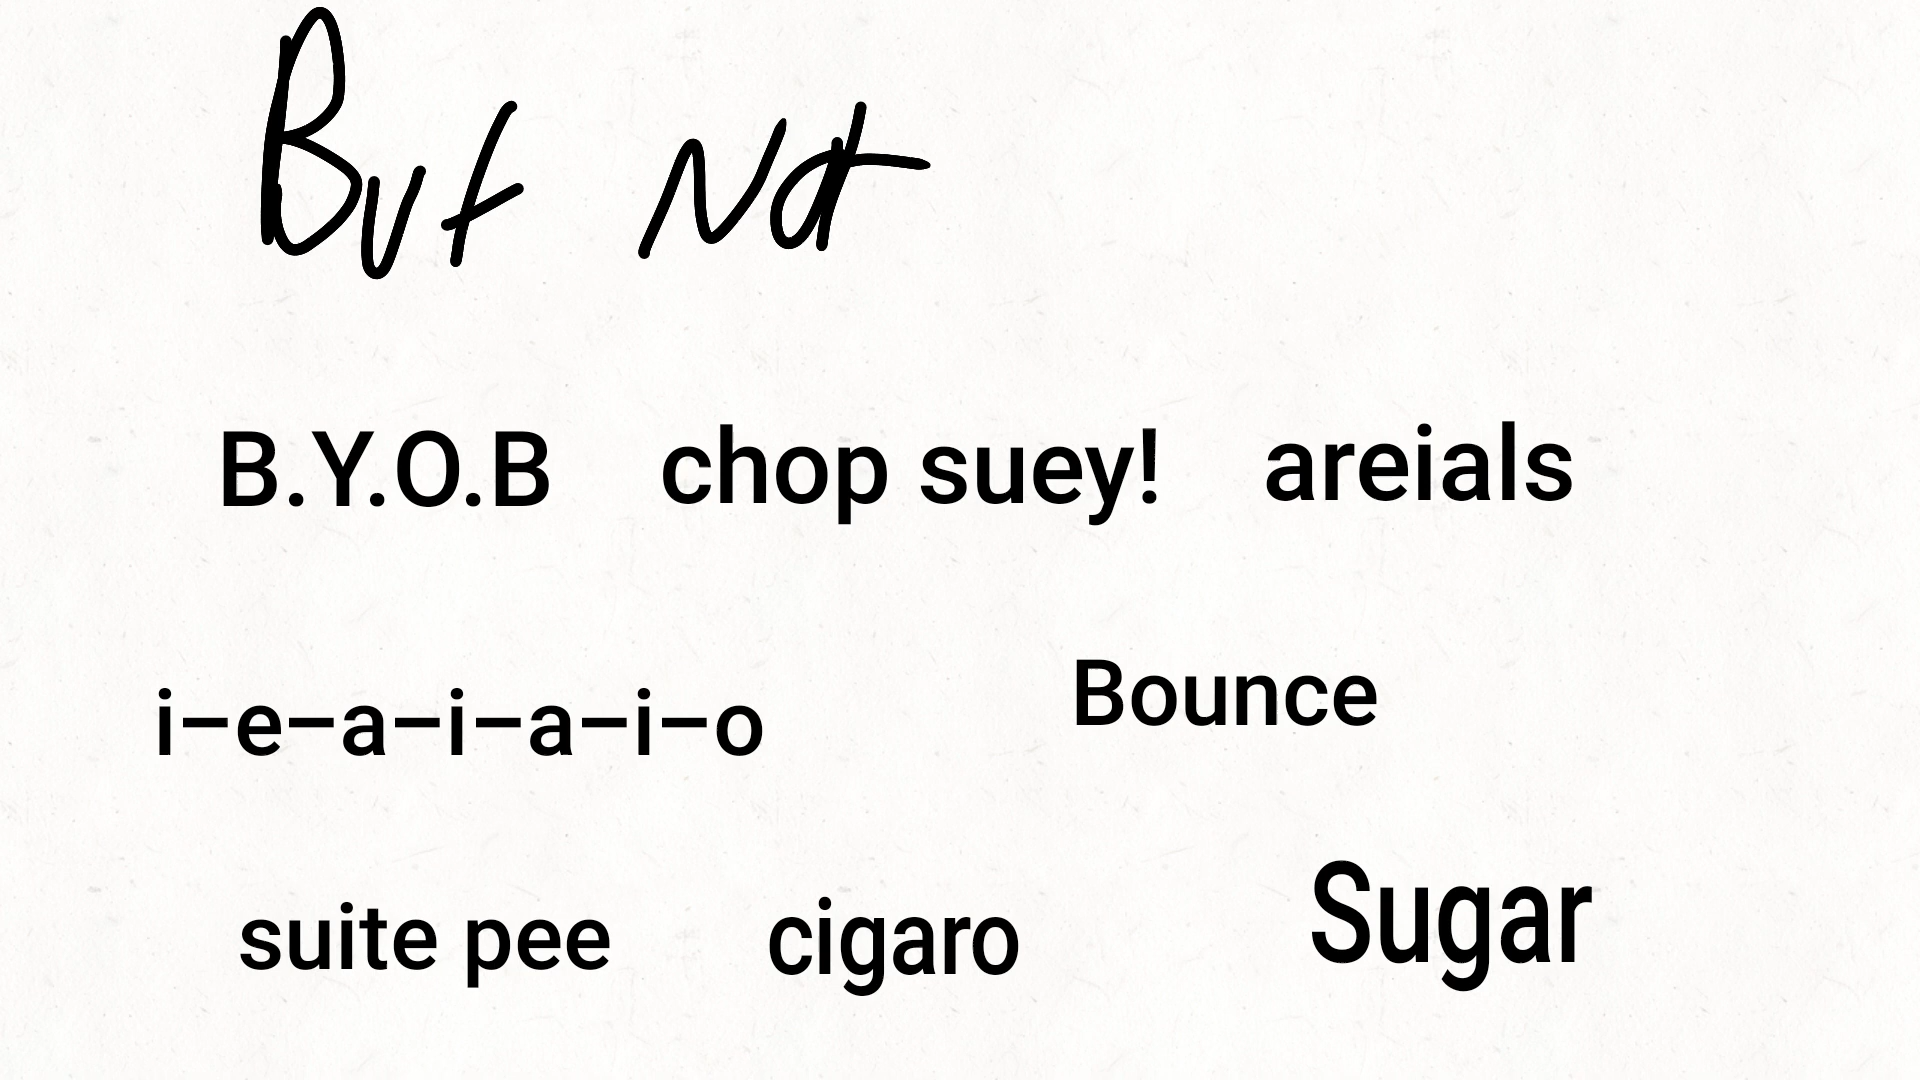 But Not
B.Y.O.B chop suey! areials
i–e–a–i–a–i–o Bounce
suite pee cigaro Sugar